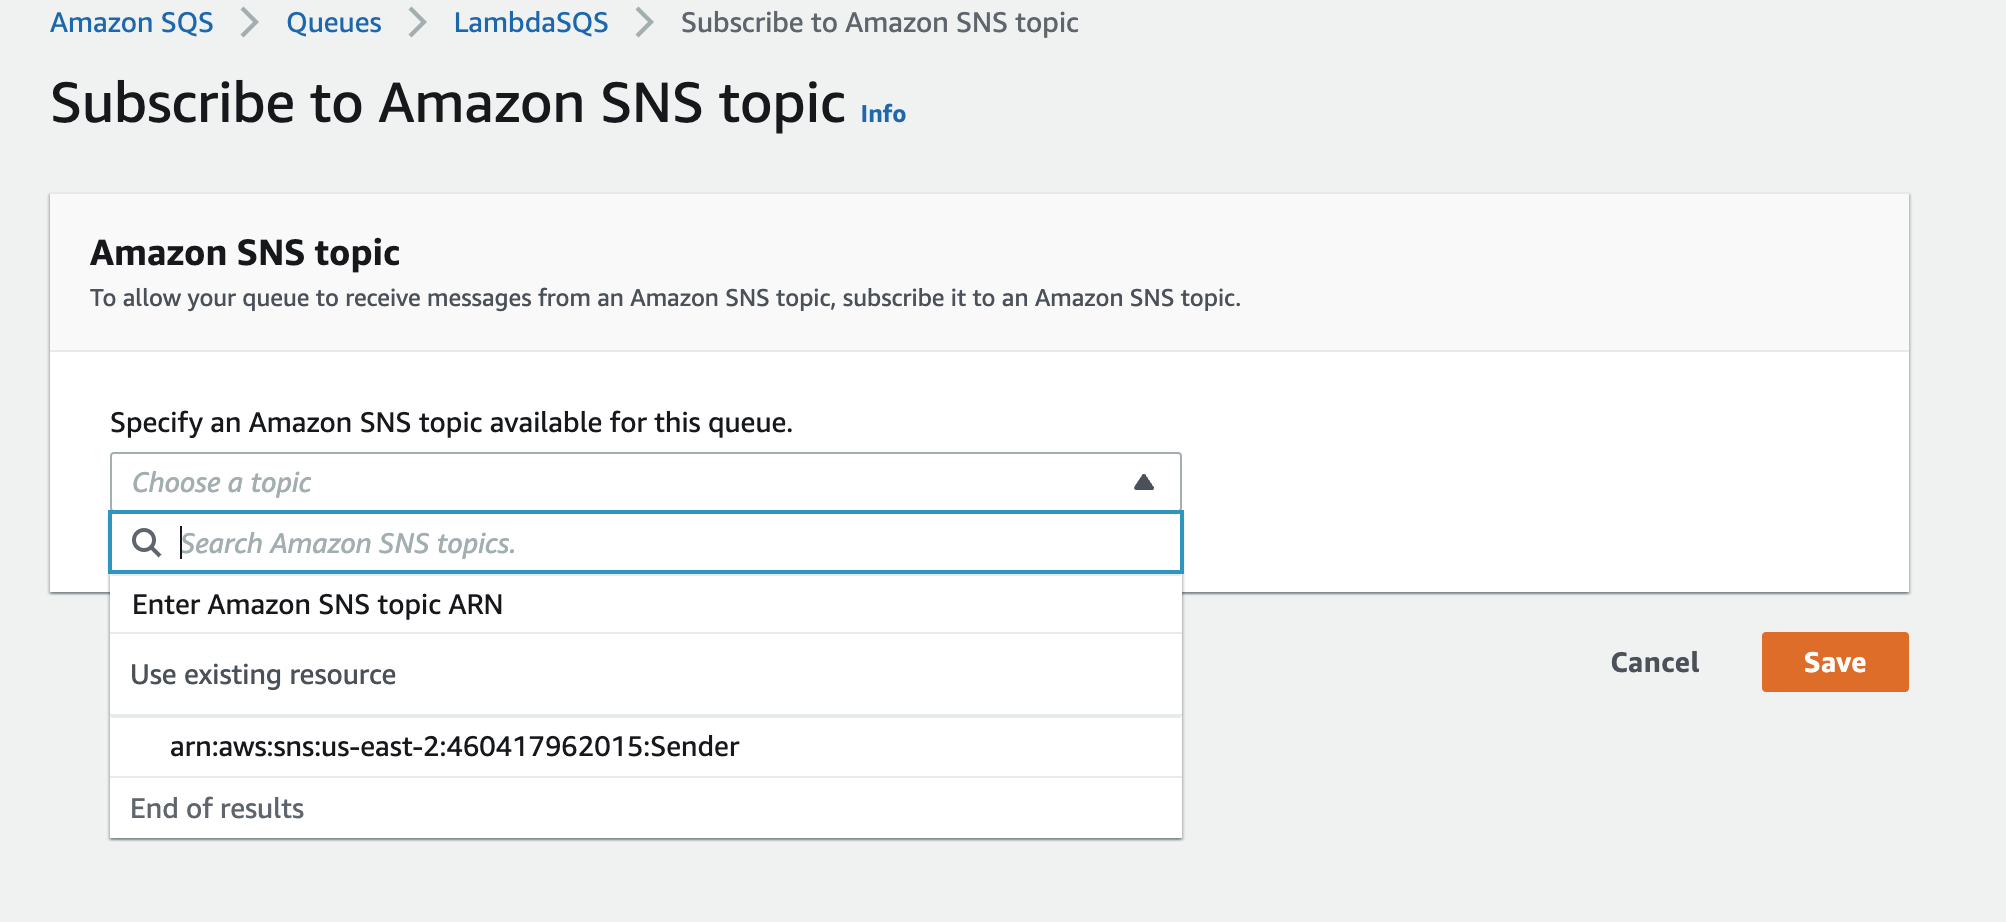 Amazon SQS > Queues > LambdaSQS > Subscribe to Amazon SNS topic
Subscribe to Amazon SNS topic Info
Amazon SNS topic
To allow your queue to receive messages from an Amazon SNS topic, subscribe it to an Amazon SNS topic.
Specify an Amazon SNS topic available for this queue.
Choose a topic
Search Amazon SNS topics.
Enter Amazon SNS topic ARN
Use existing resource
Cancel Save
arn:aws:sns:us-east-2:460417962015:Sender
End of results